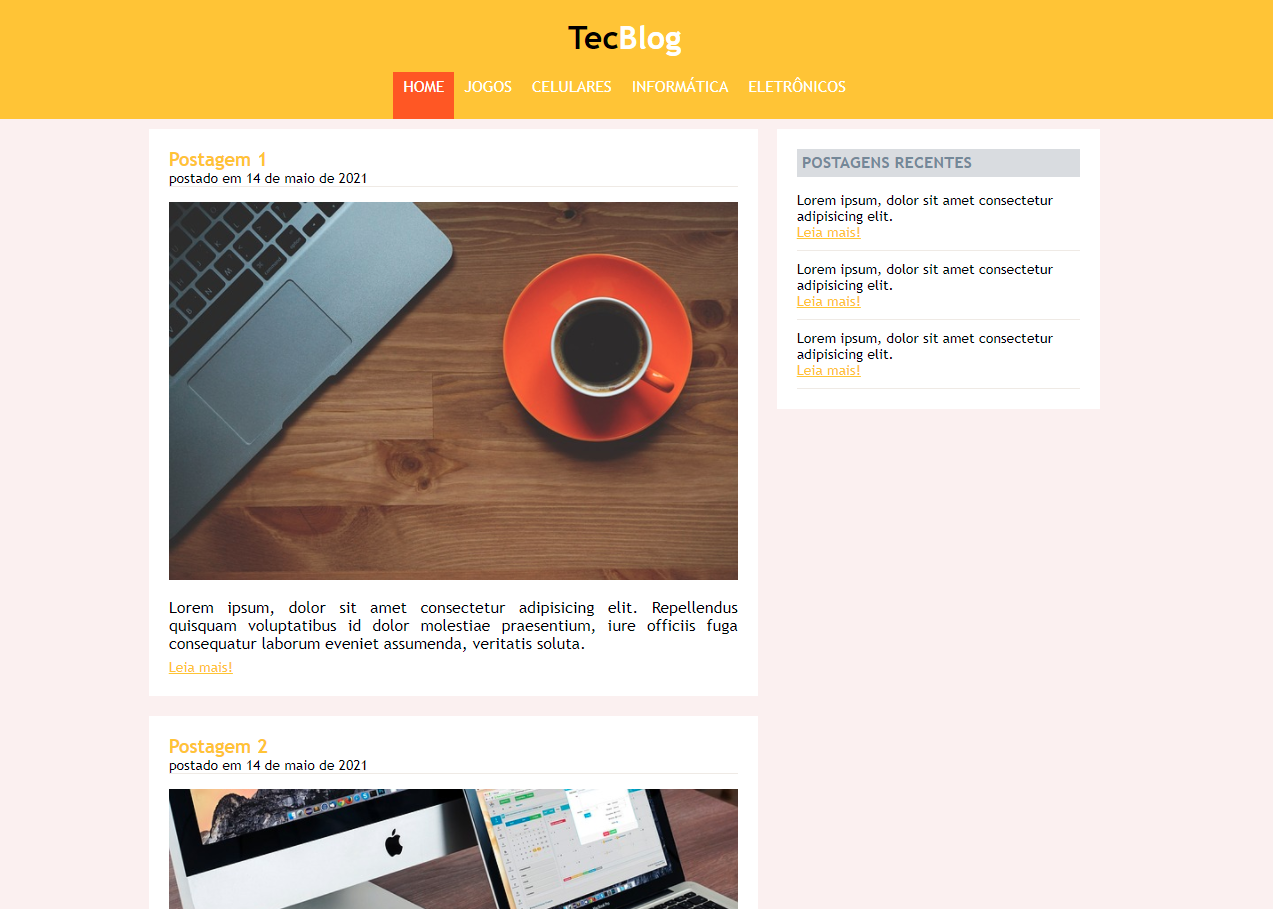 TecBlog
HOME JOGOS CELULARES INFORMÁTICA ELETRÔNICOS
Postagem 1
postado em 14 de maio de 2021
Lorem ipsum, dolor sit amet consectetur adipisicing elit. Repellendus
quisquam voluptatibus id dolor molestiae praesentium, iure officiis fuga
consequatur laborum eveniet assumenda, veritatis soluta.
Leia mais!
Postagem 2
postado em 14 de maio de 2021
POSTAGENS RECENTES
Lorem ipsum, dolor sit amet consectetur
adipisicing elit.
Leia mais!
Lorem ipsum, dolor sit amet consectetur
adipisicing elit.
Leia mais!
Lorem ipsum, dolor sit amet consectetur
adipisicing elit.
Leia mais!